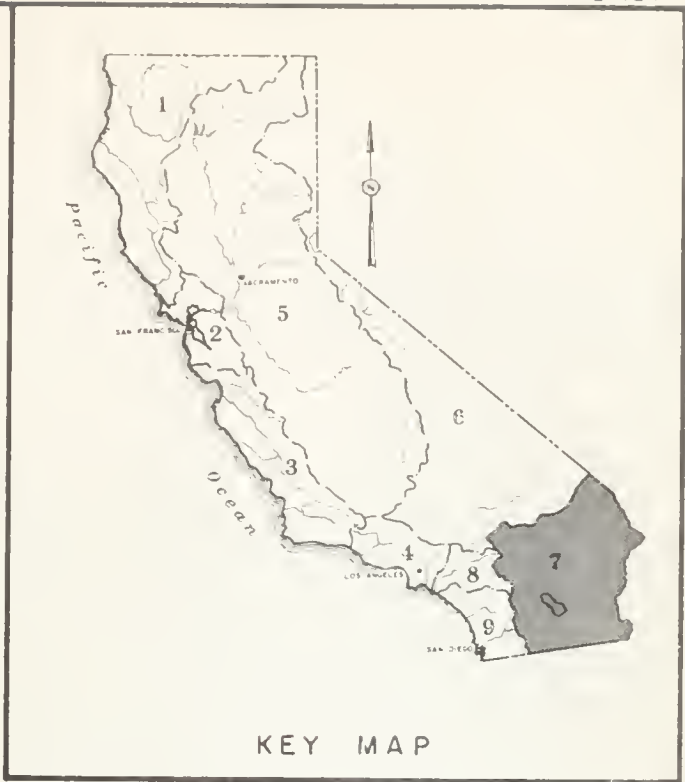 1
Pacific
SACRAMENTO
5
SAN FRANCISCO
2
6
3
Ocean
4
7
LOS ANGELES
8
9
SAN DIEGO
KEY MAP